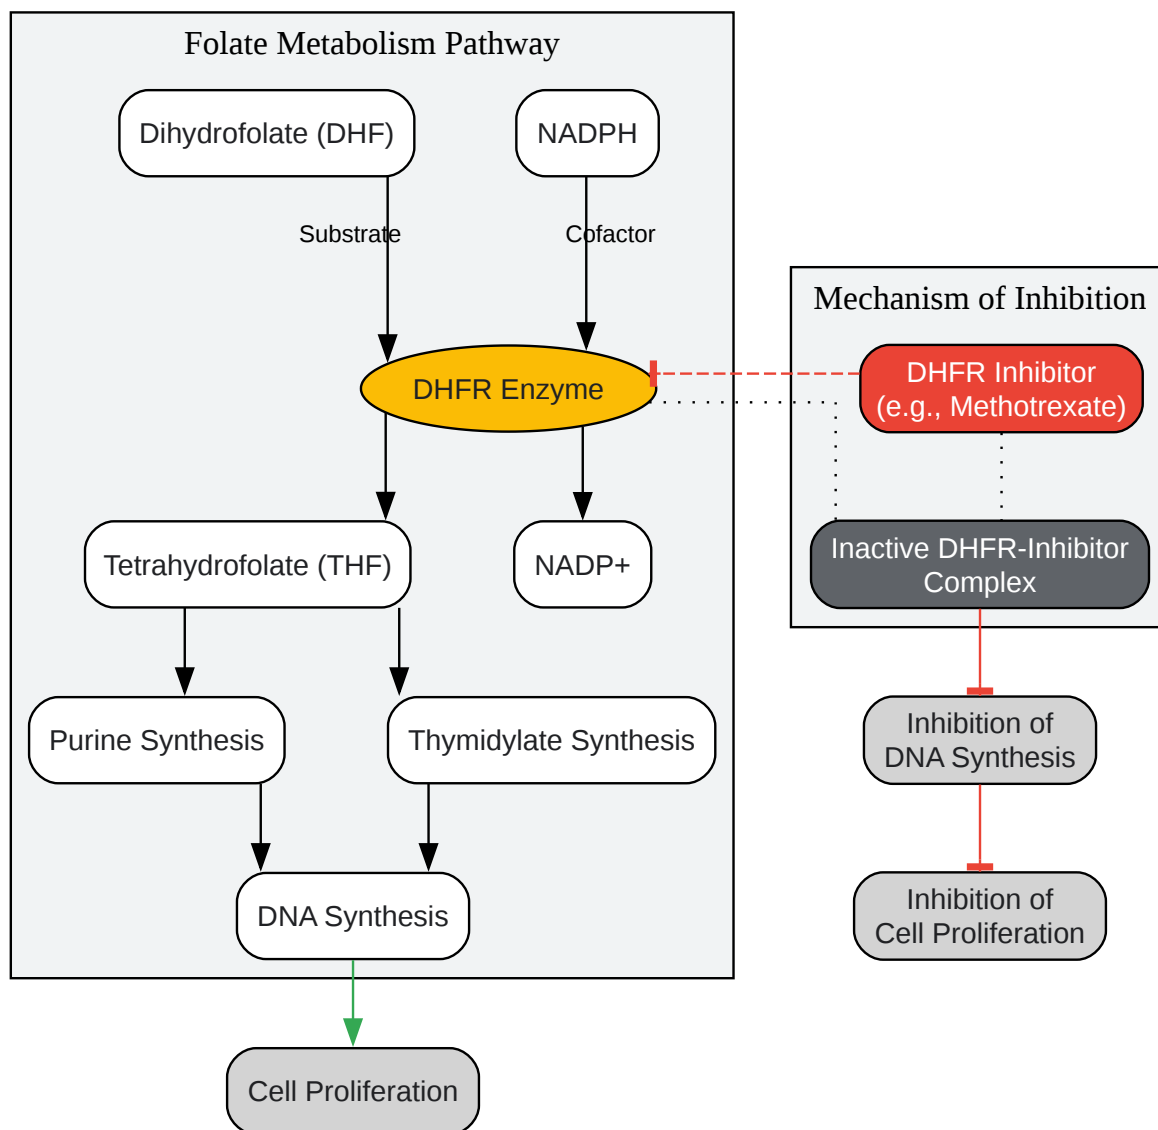 Folate Metabolism Pathway
Dihydrofolate (DHF)
NADPH
Substrate
Cofactor
Mechanism of Inhibition
DHFR Enzyme
DHFR Inhibitor
(e.g., Methotrexate)
Tetrahydrofolate (THF)
NADP+
Inactive DHFR-Inhibitor
Complex
Purine Synthesis
Thymidylate Synthesis
Inhibition of
DNA Synthesis
DNA Synthesis
Inhibition of
Cell Proliferation
Cell Proliferation